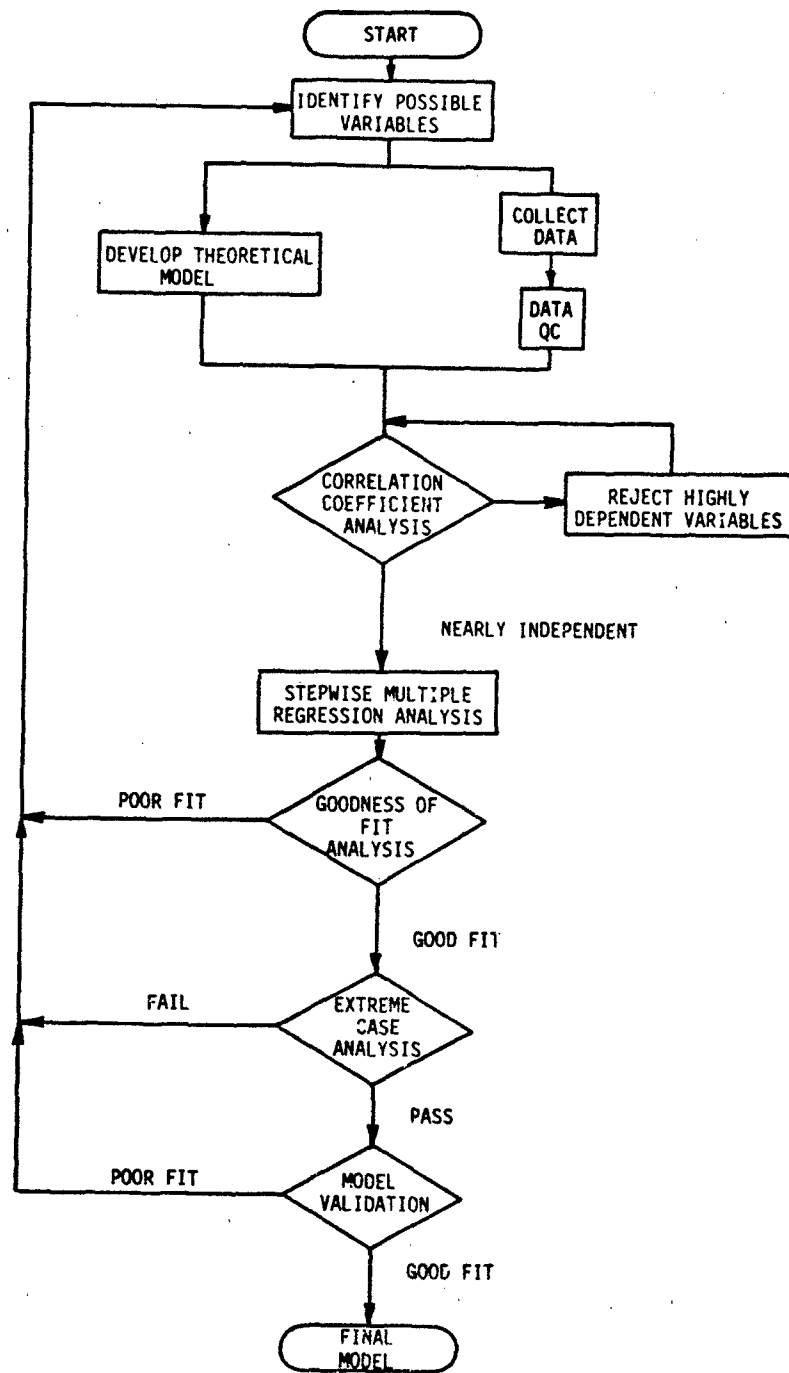 START
IDENTIFY POSSIBLE
VARIABLES
DEVELOP THEORETICAL
MODEL
COLLECT
DATA
DATA
QC
CORRELATION
COEFFICIENT
ANALYSIS
REJECT HIGHLY
DEPENDENT VARIABLES
NEARLY INDEPENDENT
STEPWISE MULTIPLE
REGRESSION ANALYSIS
POOR FIT
GOODNESS OF
FIT
ANALYSIS
GOOD FIT
FAIL
EXTREME
CASE
ANALYSIS
PASS
POOR FIT
MODEL
VALIDATION
GOOD FIT
FINAL
MODEL